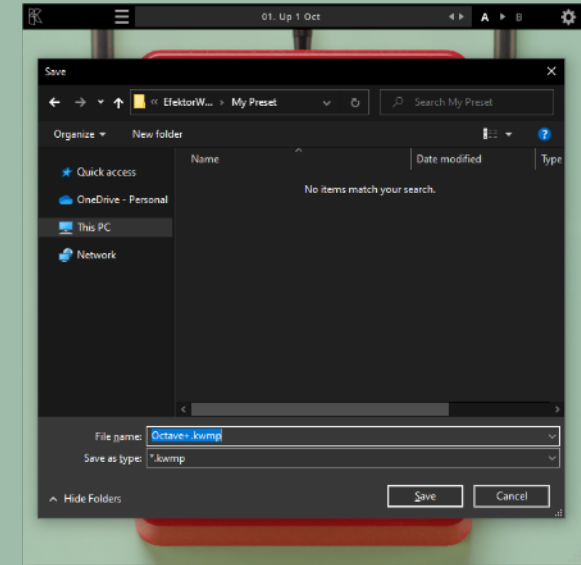 01. Up 1 Oct A B
Save
« EfektorW... › My Preset Search My Preset
Organize New folder
Name Date modified Type
Quick access
No items match your search.
OneDrive - Personal
This PC
Network
File name: Octave+.kwmp
Save as type: *.kwmp
Hide Folders Save Cancel